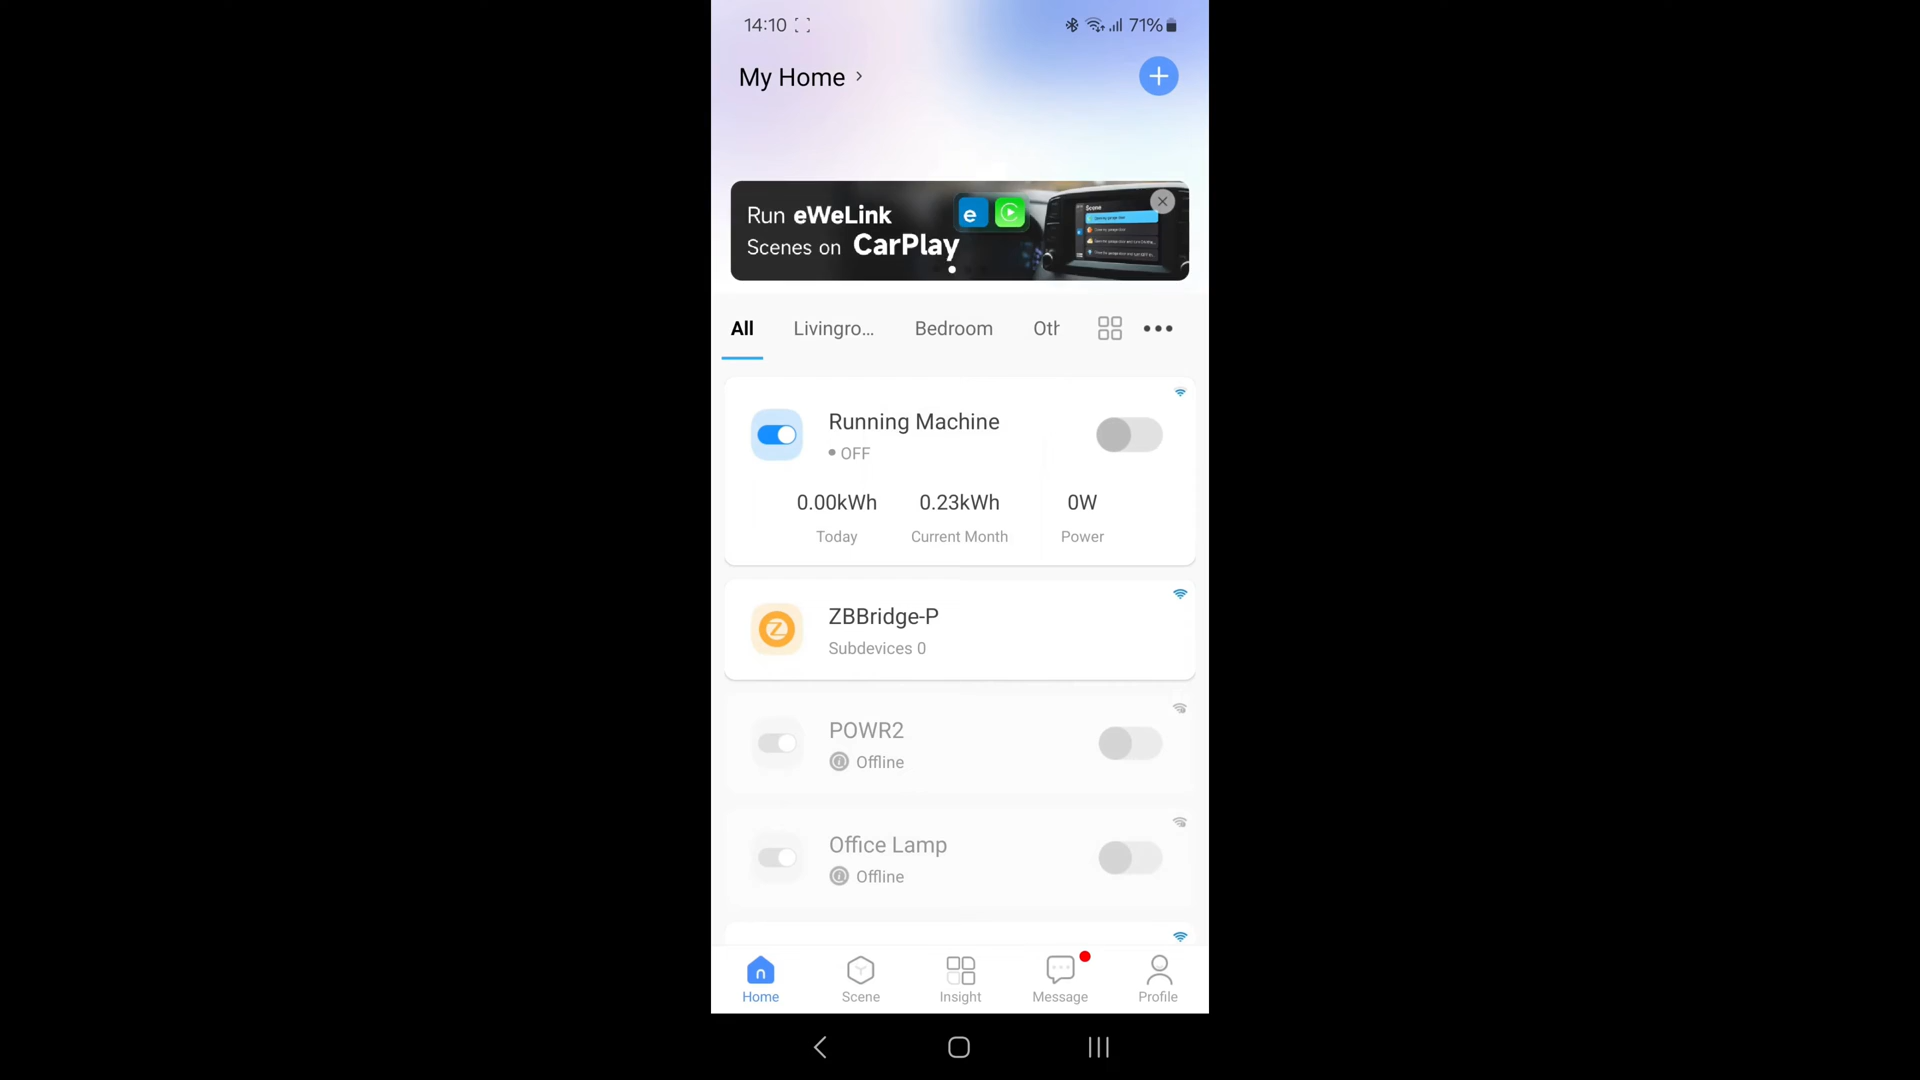 14:10
71%
My Home
Run eWeLink
Scenes on CarPlay
Scene
All
Livingro...
Bedroom
Oth
Running Machine
OFF
0.00kWh
0.23kWh
0W
Today
Current Month
Power
ZBBridge-P
Subdevices 0
POWR2
Offline
Office Lamp
Offline
Home
Scene
Insight
Message
Profile